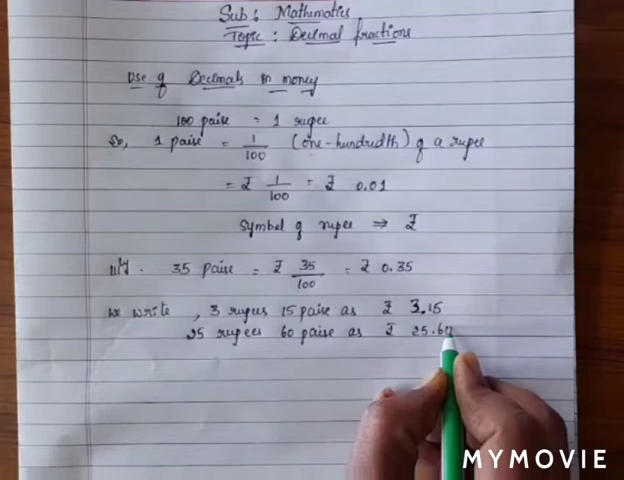 Sub: Mathematics
Topic: Decimal fractions
Use of Decimals in money
100 paise = 1 rupee
So, 1 paise = 1/100 (one-hundredth) of a rupee
= ₹ 1/100 = ₹ 0.01
Symbol of rupee ⇒ ₹
35 paise = ₹ 35/100 = ₹ 0.35
We write, 3 rupees 15 paise as ₹ 3.15
25 rupees 60 paise as ₹ 25.60
MYMOVIE